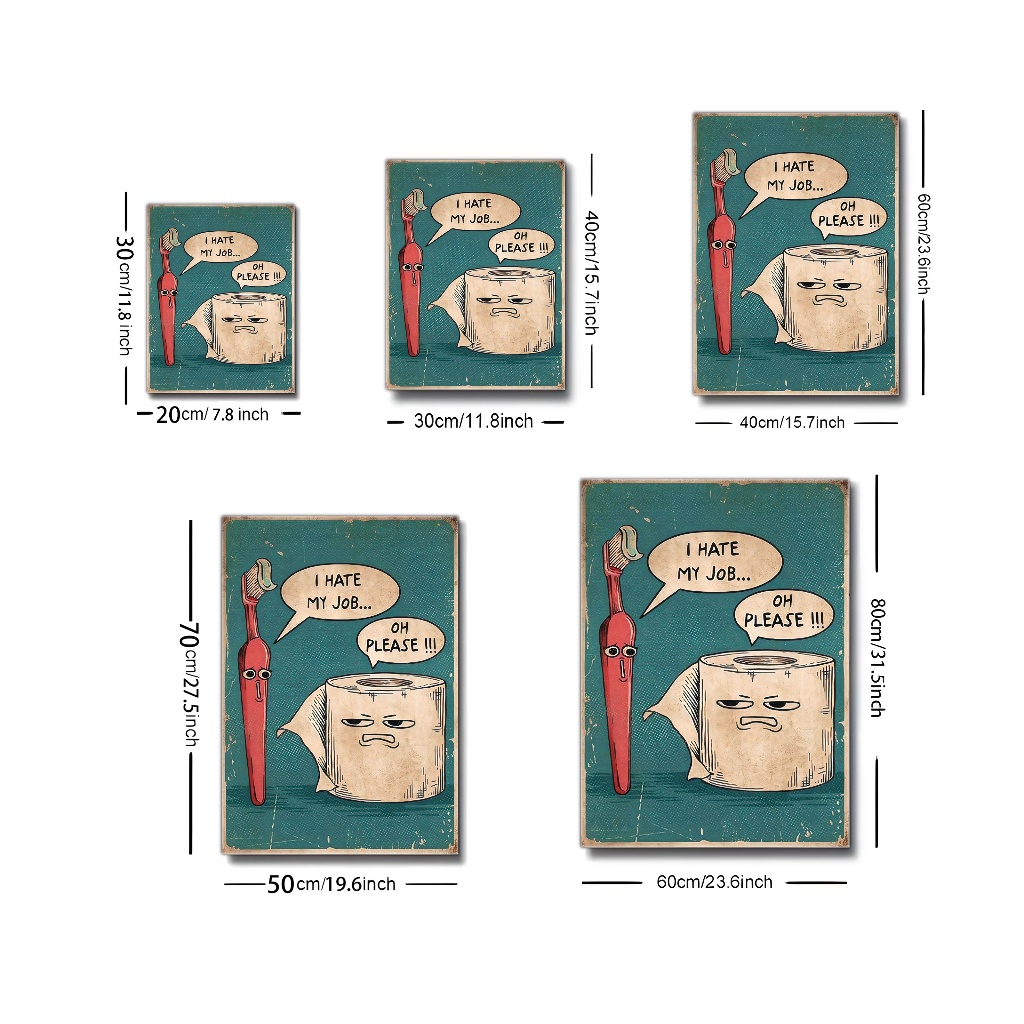 I HATE
MY JOB...
OH
PLEASE !!!
30cm/11.8 inch
20cm/ 7.8 inch
I HATE
MY JOB...
OH
PLEASE !!!
40cm/15.7inch
30cm/11.8inch
I HATE
MY JOB...
OH
PLEASE !!!
60cm/23.6inch
40cm/15.7inch
I HATE
MY JOB...
OH
PLEASE !!!
70cm/27.5inch
50cm/19.6inch
I HATE
MY JOB...
OH
PLEASE !!!
80cm/31.5inch
60cm/23.6inch